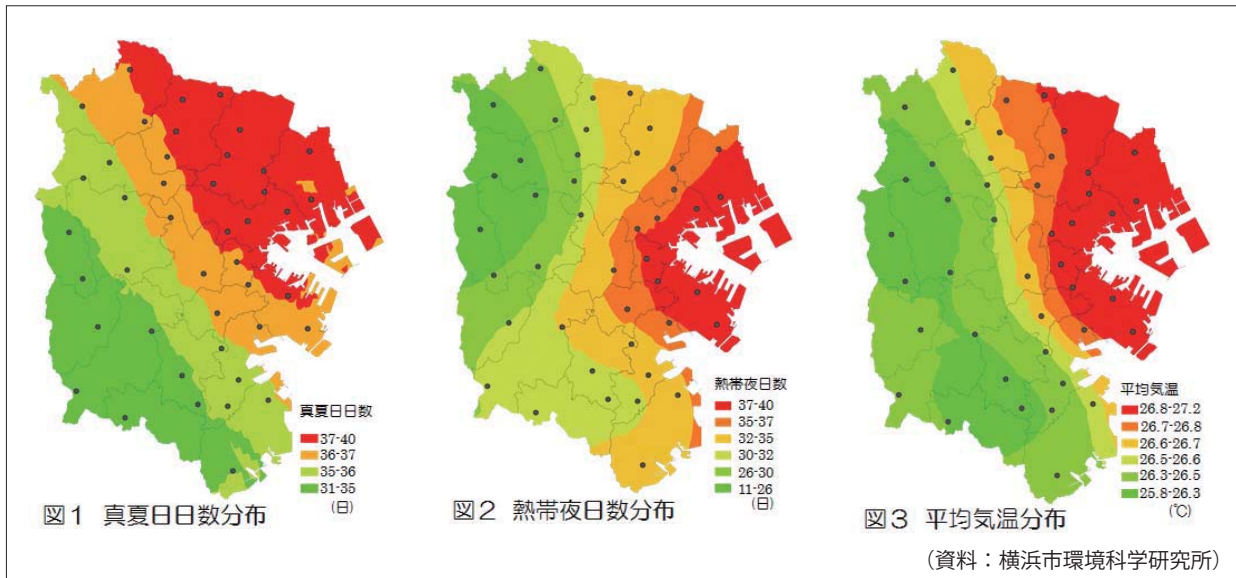 真夏日日数
37-40
36-37
35-36
31-35
(日)
図1 真夏日日数分布
熱帯夜日数
37-40
35-37
32-35
30-32
26-30
11-26
(日)
図2 熱帯夜日数分布
平均気温
26.8-27.2
26.7-26.8
26.6-26.7
26.5-26.6
26.3-26.5
25.8-26.3
(℃)
図3 平均気温分布
（資料：横浜市環境科学研究所）